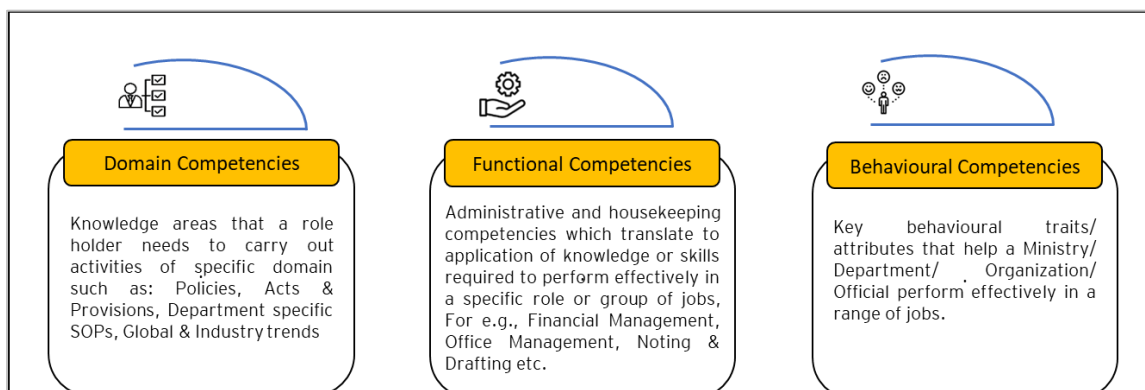 Domain Competencies
Knowledge areas that a role
holder needs to carry out
activities of specific domain
such as: Policies, Acts &
Provisions, Department specific
SOPs, Global & Industry trends
Functional Competencies
Administrative and housekeeping
competencies which translate to
application of knowledge or skills
required to perform effectively in
a specific role or group of jobs,
For e.g., Financial Management,
Office Management, Noting &
Drafting etc.
Behavioural Competencies
Key behavioural traits/
attributes that help a Ministry/
Department/ Organization/
Official perform effectively in a
range of jobs.